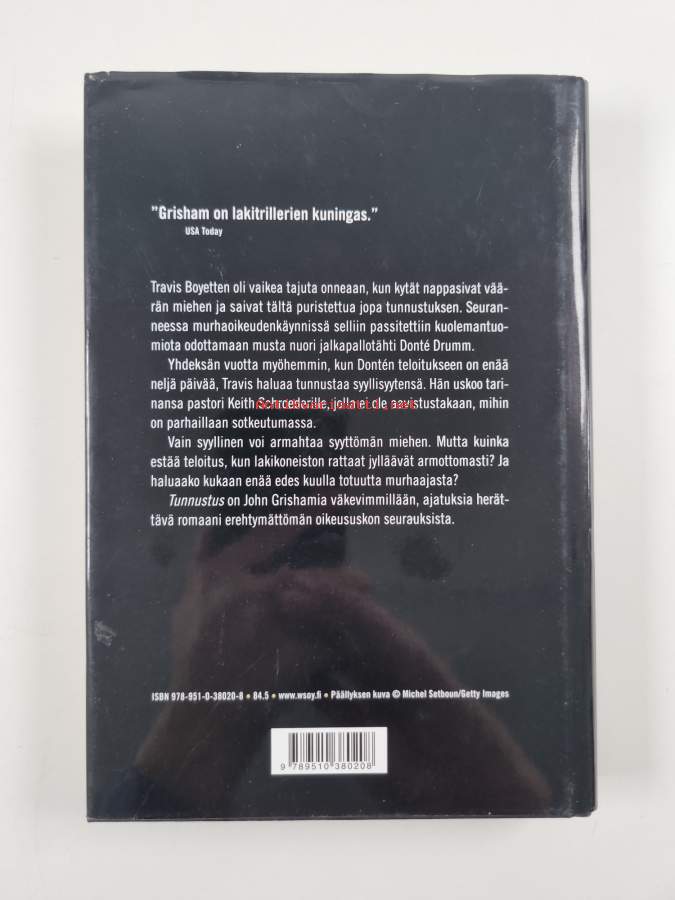 "Grisham on lakitrillerien kuningas."
USA Today
Travis Boyetten oli vaikea tajuta onneaan, kun kytät nappasivat vää-
rän miehen ja saivat tältä puristettua jopa tunnustuksen. Seuran-
neessa murhaoikeudenkäynnissä selliin passitettiin kuolemantuo-
miota odottamaan musta nuori jalkapallotähti Donté Drumm.
Yhdeksän vuotta myöhemmin, kun Dontén teloitukseen on enää
neljä päivää, Travis haluaa tunnustaa syyllisyytensä. Hän uskoo tari-
nansa pastori Keith Schroederille, jolla ei ole aavistustakaan, mihin
on parhaillaan sotkeutumassa.
Vain syyllinen voi armahtaa syyttömän miehen. Mutta kuinka
estää teloitus, kun lakikoneiston rattaat jylläävät armottomasti? Ja
haluaako kukaan enää edes kuulla totuutta murhaajasta?
Tunnustus on John Grishamia väkevimmillään, ajatuksia herät-
tävä romaani erehtymättömän oikeususkon seurauksista.
ISBN 978-951-0-38020-8 • 84.5 • www.wsoy.fi • Päällyksen kuva © Michel Setboun/Getty Images
9 789510 380208